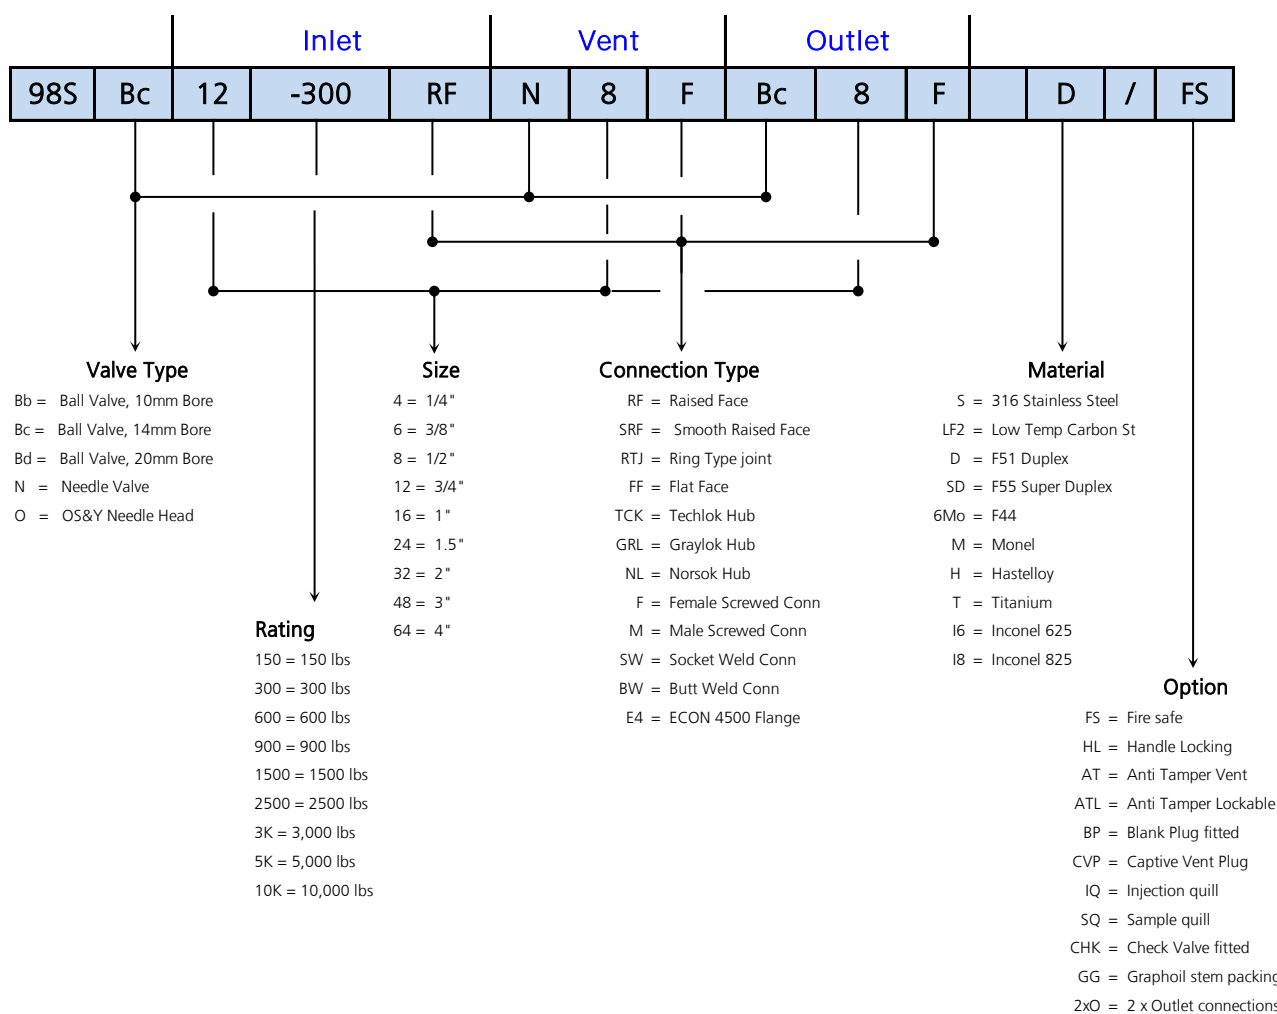 Inlet Vent Outlet
98S Bc 12 -300 RF N 8 F Bc 8 F D / FS
Valve Type
Bb = Ball Valve, 10mm Bore
Bc = Ball Valve, 14mm Bore
Bd = Ball Valve, 20mm Bore
N = Needle Valve
O = OS&Y Needle Head
Rating
150 = 150 lbs
300 = 300 lbs
600 = 600 lbs
900 = 900 lbs
1500 = 1500 lbs
2500 = 2500 lbs
3K = 3,000 lbs
5K = 5,000 lbs
10K = 10,000 lbs
Size
4 = 1/4"
6 = 3/8"
8 = 1/2"
12 = 3/4"
16 = 1"
24 = 1.5"
32 = 2"
48 = 3"
64 = 4"
Connection Type
RF = Raised Face
SRF = Smooth Raised Face
RTJ = Ring Type joint
FF = Flat Face
TCK = Techlok Hub
GRL = Graylok Hub
NL = Norsok Hub
F = Female Screwed Conn
M = Male Screwed Conn
SW = Socket Weld Conn
BW = Butt Weld Conn
E4 = ECON 4500 Flange
Material
S = 316 Stainless Steel
LF2 = Low Temp Carbon St
D = F51 Duplex
SD = F55 Super Duplex
6Mo = F44
M = Monel
H = Hastelloy
T = Titanium
I6 = Inconel 625
I8 = Inconel 825
Option
FS = Fire safe
HL = Handle Locking
AT = Anti Tamper Vent
ATL = Anti Tamper Lockable
BP = Blank Plug fitted
CVP = Captive Vent Plug
IQ = Injection quill
SQ = Sample quill
CHK = Check Valve fitted
GG = Graphoil stem packing
2xO = 2 x Outlet connections